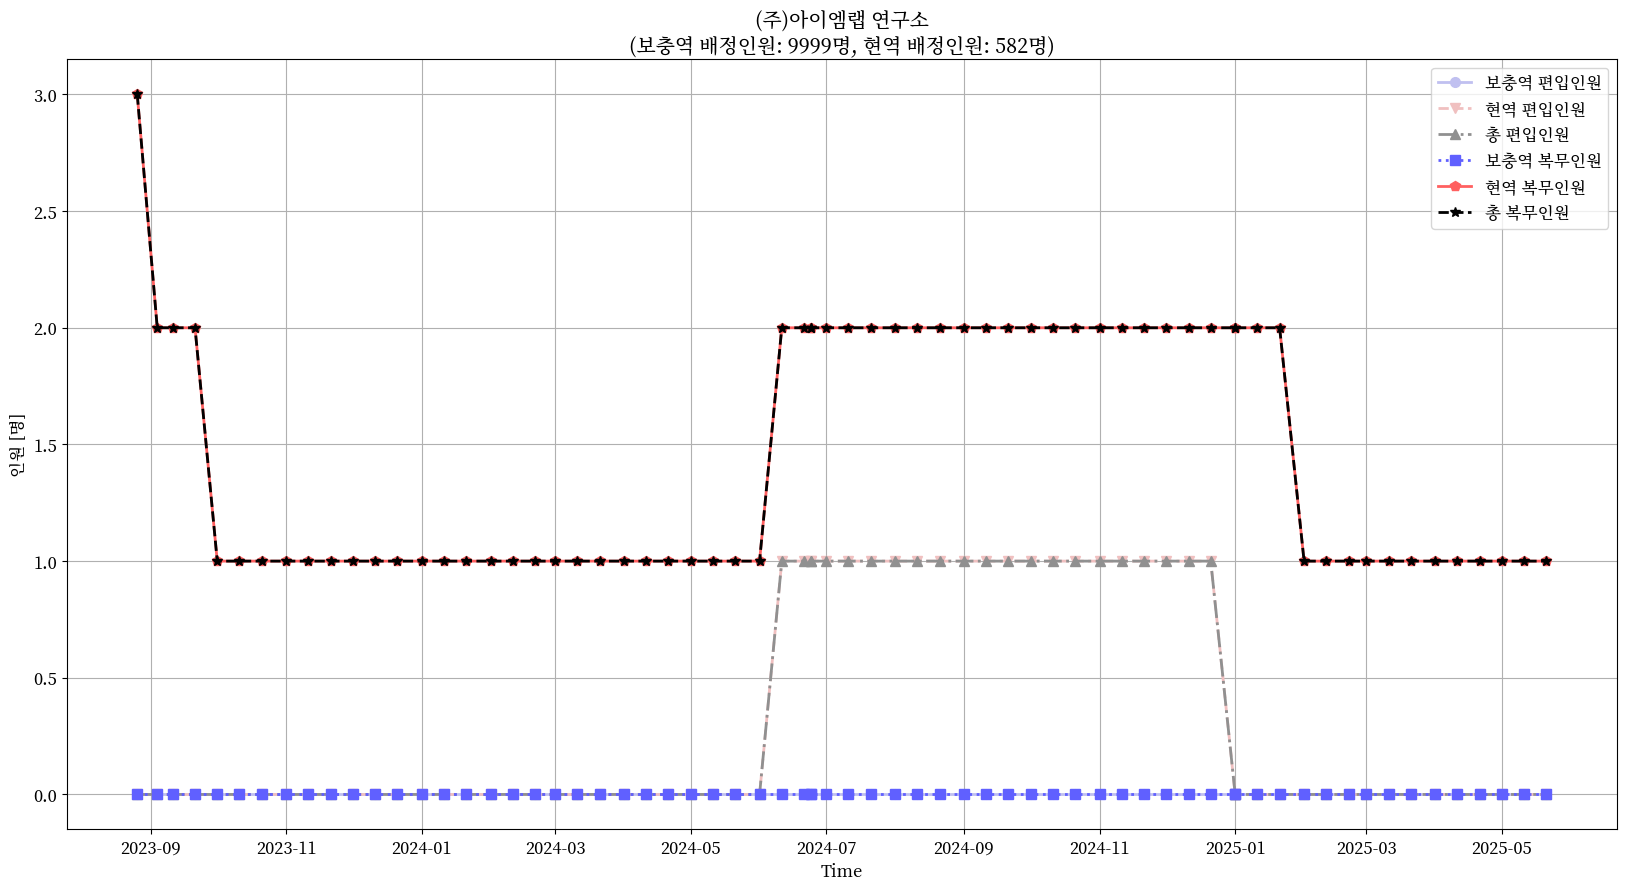 (주)아이엠랩 연구소
(보충역 배정인원: 9999명, 현역 배정인원: 582명)
보충역 편입인원
현역 편입인원
총 편입인원
보충역 복무인원
현역 복무인원
총 복무인원
인원 [명]
3.0
2.5
2.0
1.5
1.0
0.5
0.0
2023-09 2023-11 2024-01 2024-03 2024-05 2024-07 2024-09 2024-11 2025-01 2025-03 2025-05
Time